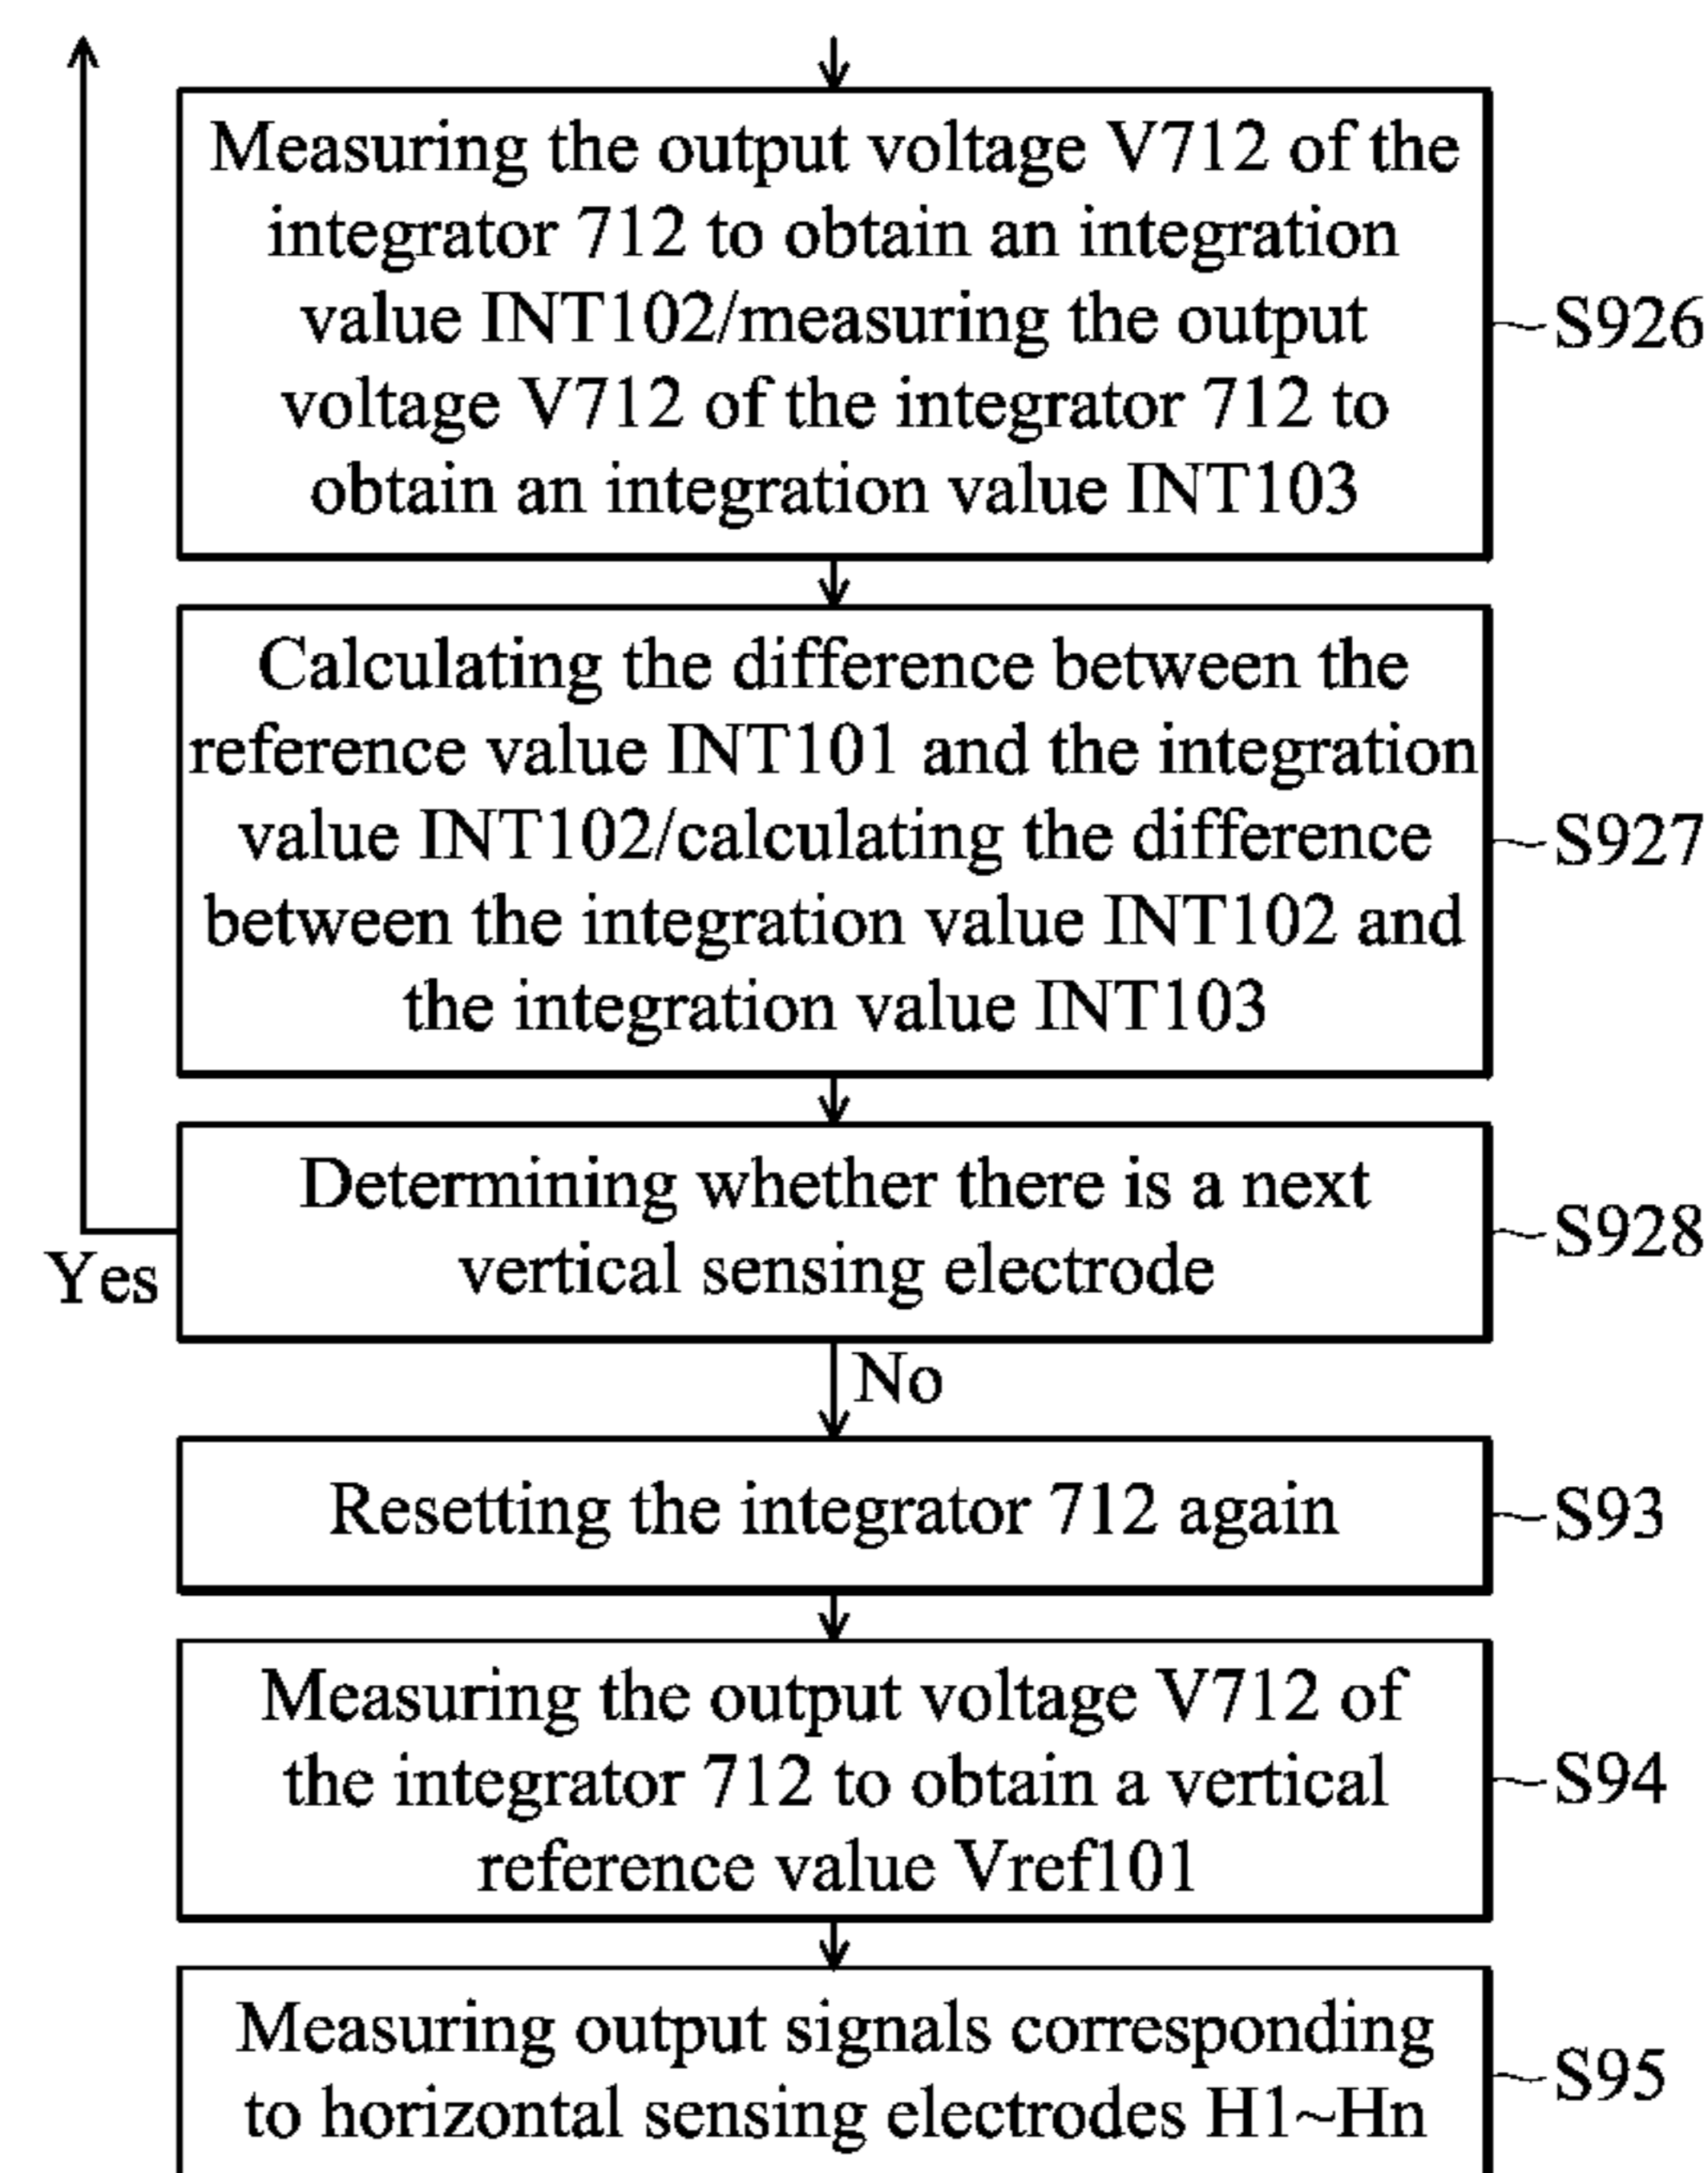 Measuring the output voltage V712 of the
integrator 712 to obtain an integration
value INT102/measuring the output
voltage V712 of the integrator 712 to
obtain an integration value INT103
S926
Calculating the difference between the
reference value INT101 and the integration
value INT102/calculating the difference
between the integration value INT102 and
the integration value INT103
S927
Determining whether there is a next
vertical sensing electrode
S928
Yes
No
Resetting the integrator 712 again
S93
Measuring the output voltage V712 of
the integrator 712 to obtain a vertical
reference value Vref101
S94
Measuring output signals corresponding
to horizontal sensing electrodes H1~Hn
S95